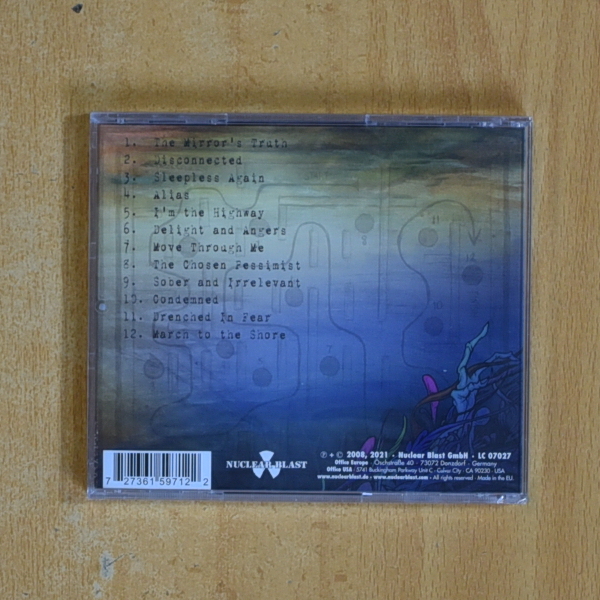 1. The Mirror's Truth
2. Disconnected
3. Sleepless Again
4. Alias
5. I'm the Highway
6. Delight and Angers
7. Move Through Me
8. The Chosen Pessimist
9. Sober and Irrelevant
10. Condemned
11. Drenched In Fear
12. March to the Shore
9
11
12
7 27361 59712 2
NUCLEAR BLAST
℗ + © 2008, 2021 · Nuclear Blast GmbH · LC 07027
Office Europe · Oschstraße 40 · 73072 Donzdorf · Germany
Office USA · 5741 Buckingham Parkway Unit-C · Culver City · CA 90230 · USA
www.nuclearblast.de · www.nuclearblast.com · All rights reserved · Made in the EU.